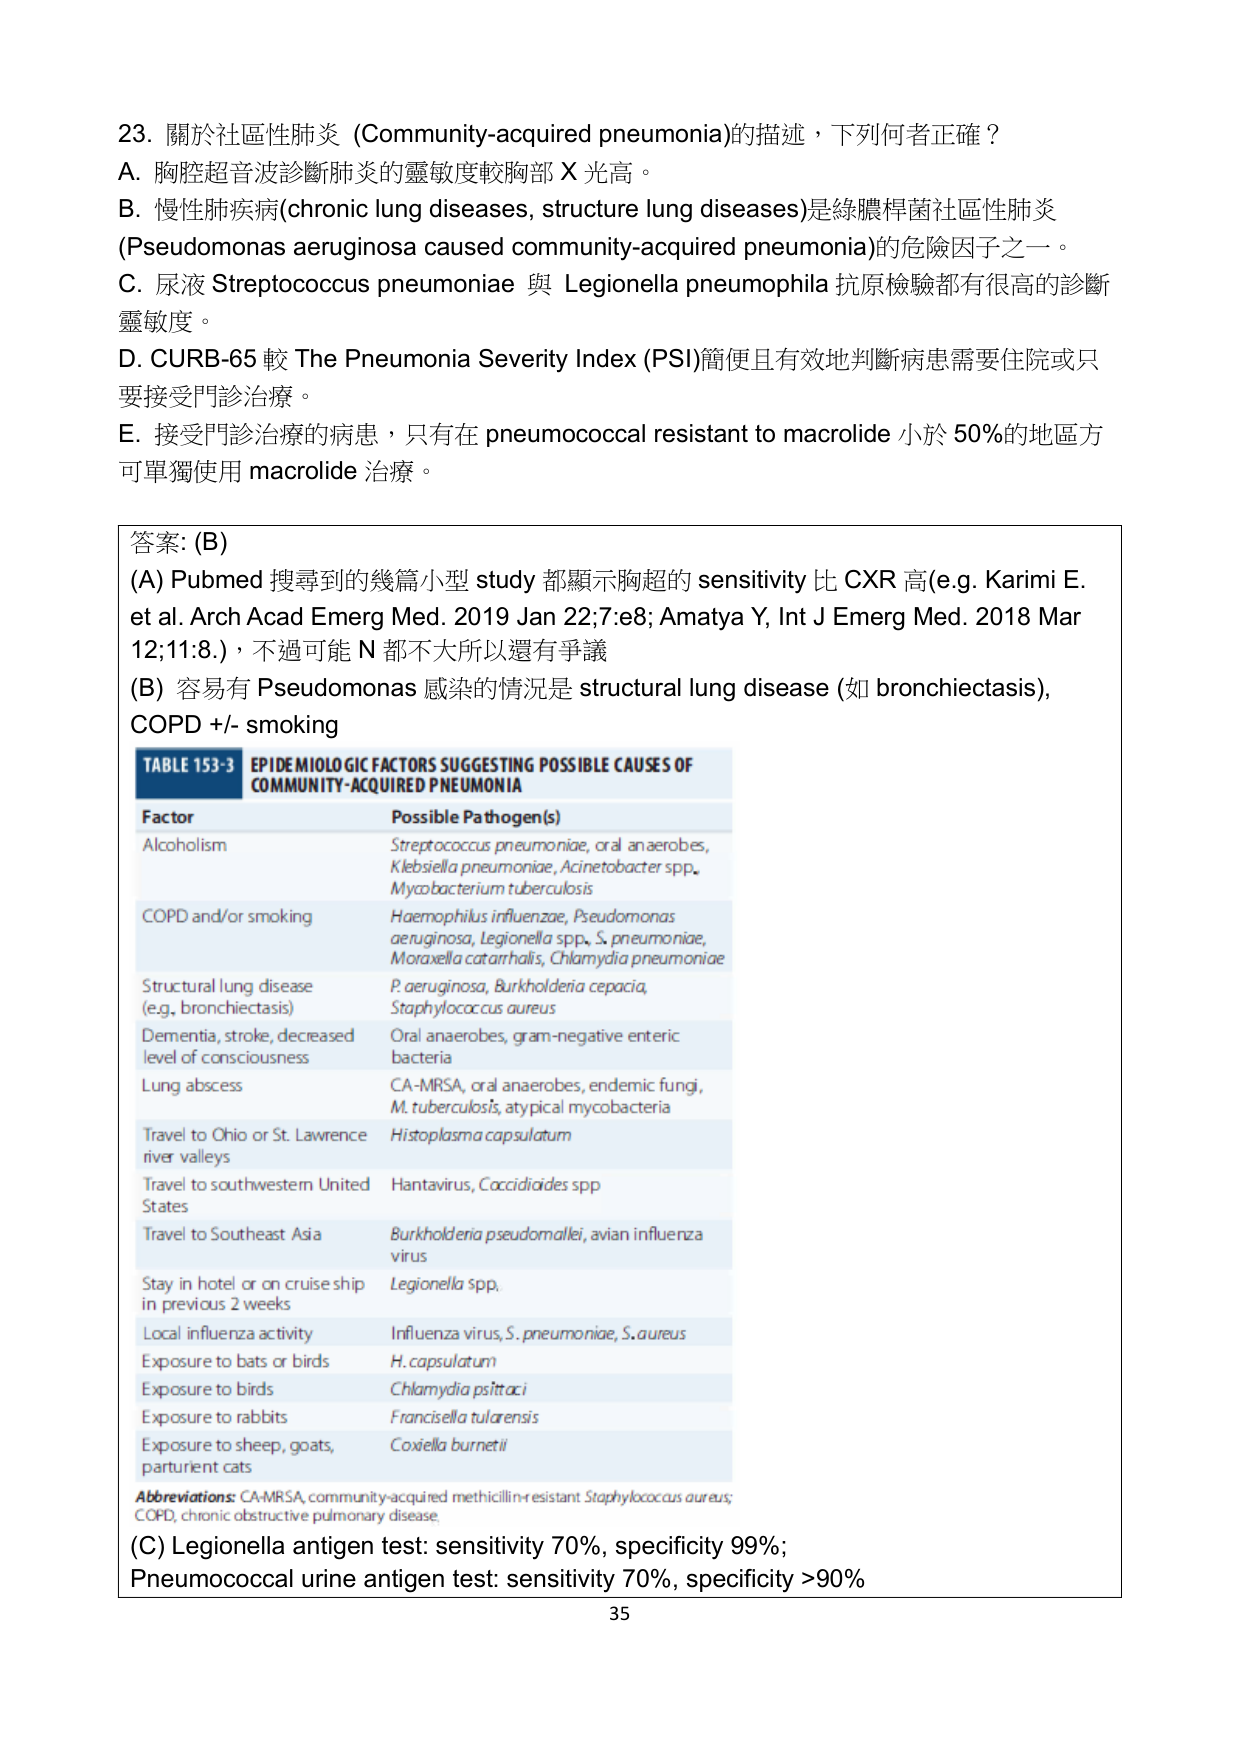 23. 關於社區性肺炎 (Community-acquired pneumonia)的描述，下列何者正確？
A. 胸腔超音波診斷肺炎的靈敏度較胸部 X 光高。
B. 慢性肺疾病(chronic lung diseases, structure lung diseases)是綠膿桿菌社區性肺炎
(Pseudomonas aeruginosa caused community-acquired pneumonia)的危險因子之一。
C. 尿液 Streptococcus pneumoniae 與 Legionella pneumophila 抗原檢驗都有很高的診斷
靈敏度。
D. CURB-65 較 The Pneumonia Severity Index (PSI)簡便且有效地判斷病患需要住院或只
要接受門診治療。
E. 接受門診治療的病患，只有在 pneumococcal resistant to macrolide 小於 50%的地區方
可單獨使用 macrolide 治療。
答案: (B)
(A) Pubmed 搜尋到的幾篇小型 study 都顯示胸超的 sensitivity 比 CXR 高(e.g. Karimi E.
et al. Arch Acad Emerg Med. 2019 Jan 22;7:e8; Amatya Y, Int J Emerg Med. 2018 Mar
12;11:8.)，不過可能 N 都不大所以還有爭議
(B) 容易有 Pseudomonas 感染的情況是 structural lung disease (如 bronchiectasis),
COPD +/- smoking
TABLE 153-3 EPIDEMIOLOGIC FACTORS SUGGESTING POSSIBLE CAUSES OF
COMMUNITY-ACQUIRED PNEUMONIA
Factor Possible Pathogen(s)
Alcoholism Streptococcus pneumoniae, oral anaerobes,
Klebsiella pneumoniae, Acinetobacter spp.,
Mycobacterium tuberculosis
COPD and/or smoking Haemophilus influenzae, Pseudomonas
aeruginosa, Legionella spp., S. pneumoniae,
Moraxella catarrhalis, Chlamydia pneumoniae
Structural lung disease P. aeruginosa, Burkholderia cepacia,
(e.g., bronchiectasis) Staphylococcus aureus
Dementia, stroke, decreased Oral anaerobes, gram-negative enteric
level of consciousness bacteria
Lung abscess CA-MRSA, oral anaerobes, endemic fungi,
M. tuberculosis, atypical mycobacteria
Travel to Ohio or St. Lawrence Histoplasma capsulatum
river valleys
Travel to southwestern United Hantavirus, Coccidioides spp
States
Travel to Southeast Asia Burkholderia pseudomallei, avian influenza
virus
Stay in hotel or on cruise ship Legionella spp.
in previous 2 weeks
Local influenza activity Influenza virus, S. pneumoniae, S. aureus
Exposure to bats or birds H. capsulatum
Exposure to birds Chlamydia psittaci
Exposure to rabbits Francisella tularensis
Exposure to sheep, goats, Coxiella burnetii
parturient cats
Abbreviations: CA-MRSA, community-acquired methicillin-resistant Staphylococcus aureus;
COPD, chronic obstructive pulmonary disease.
(C) Legionella antigen test: sensitivity 70%, specificity 99%;
Pneumococcal urine antigen test: sensitivity 70%, specificity >90%
35